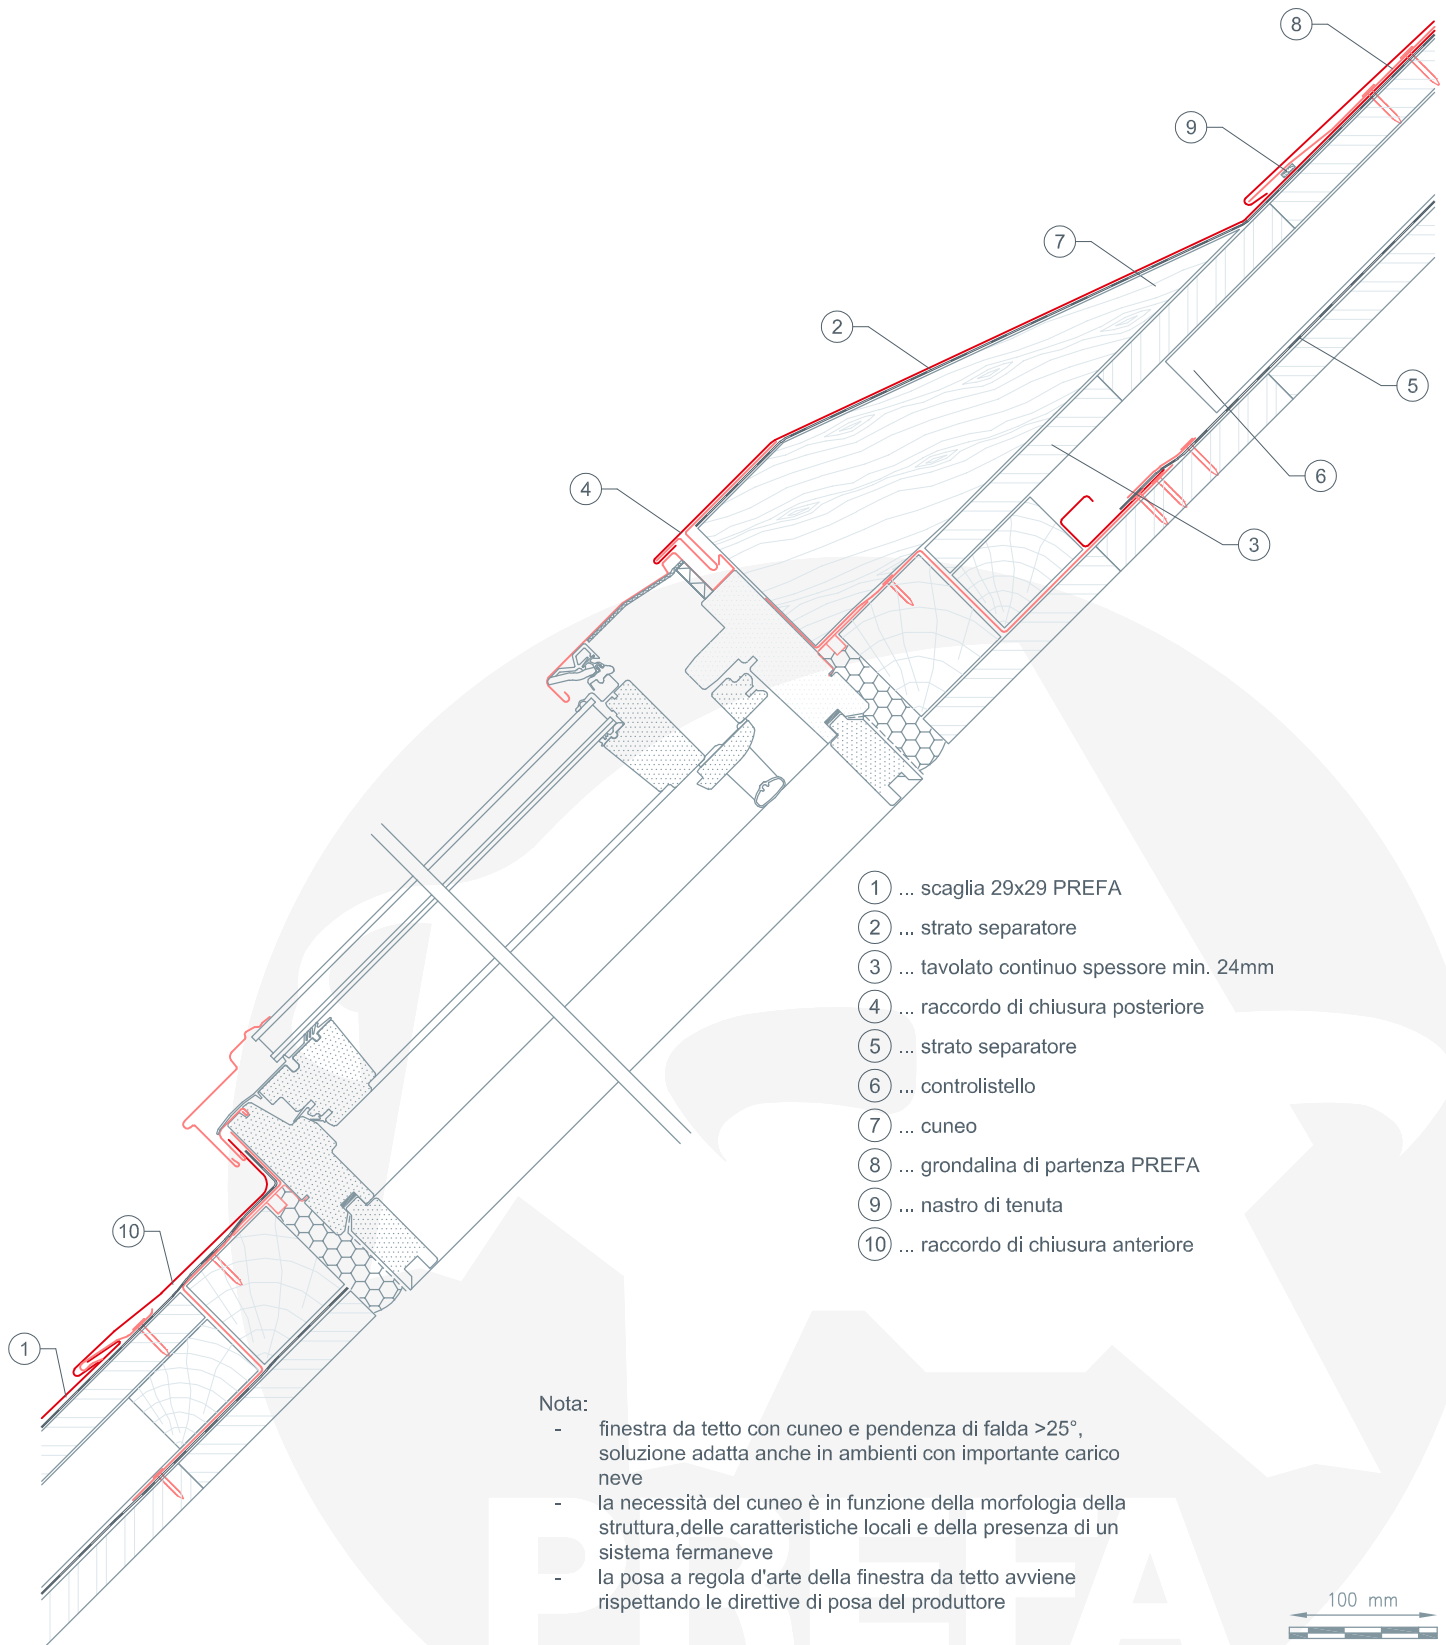 8
9
7
2
5
4
6
3
1 ... scaglia 29x29 PREFA
2 ... strato separatore
3 ... tavolato continuo spessore min. 24mm
4 ... raccordo di chiusura posteriore
5 ... strato separatore
6 ... controlistello
7 ... cuneo
8 ... grondalina di partenza PREFA
9 ... nastro di tenuta
10 ... raccordo di chiusura anteriore
10
1
Nota:
- finestra da tetto con cuneo e pendenza di falda >25°,
soluzione adatta anche in ambienti con importante carico
neve
- la necessità del cuneo è in funzione della morfologia della
struttura,delle caratteristiche locali e della presenza di un
sistema fermaneve
- la posa a regola d'arte della finestra da tetto avviene
rispettando le direttive di posa del produttore
PREFA
100 mm